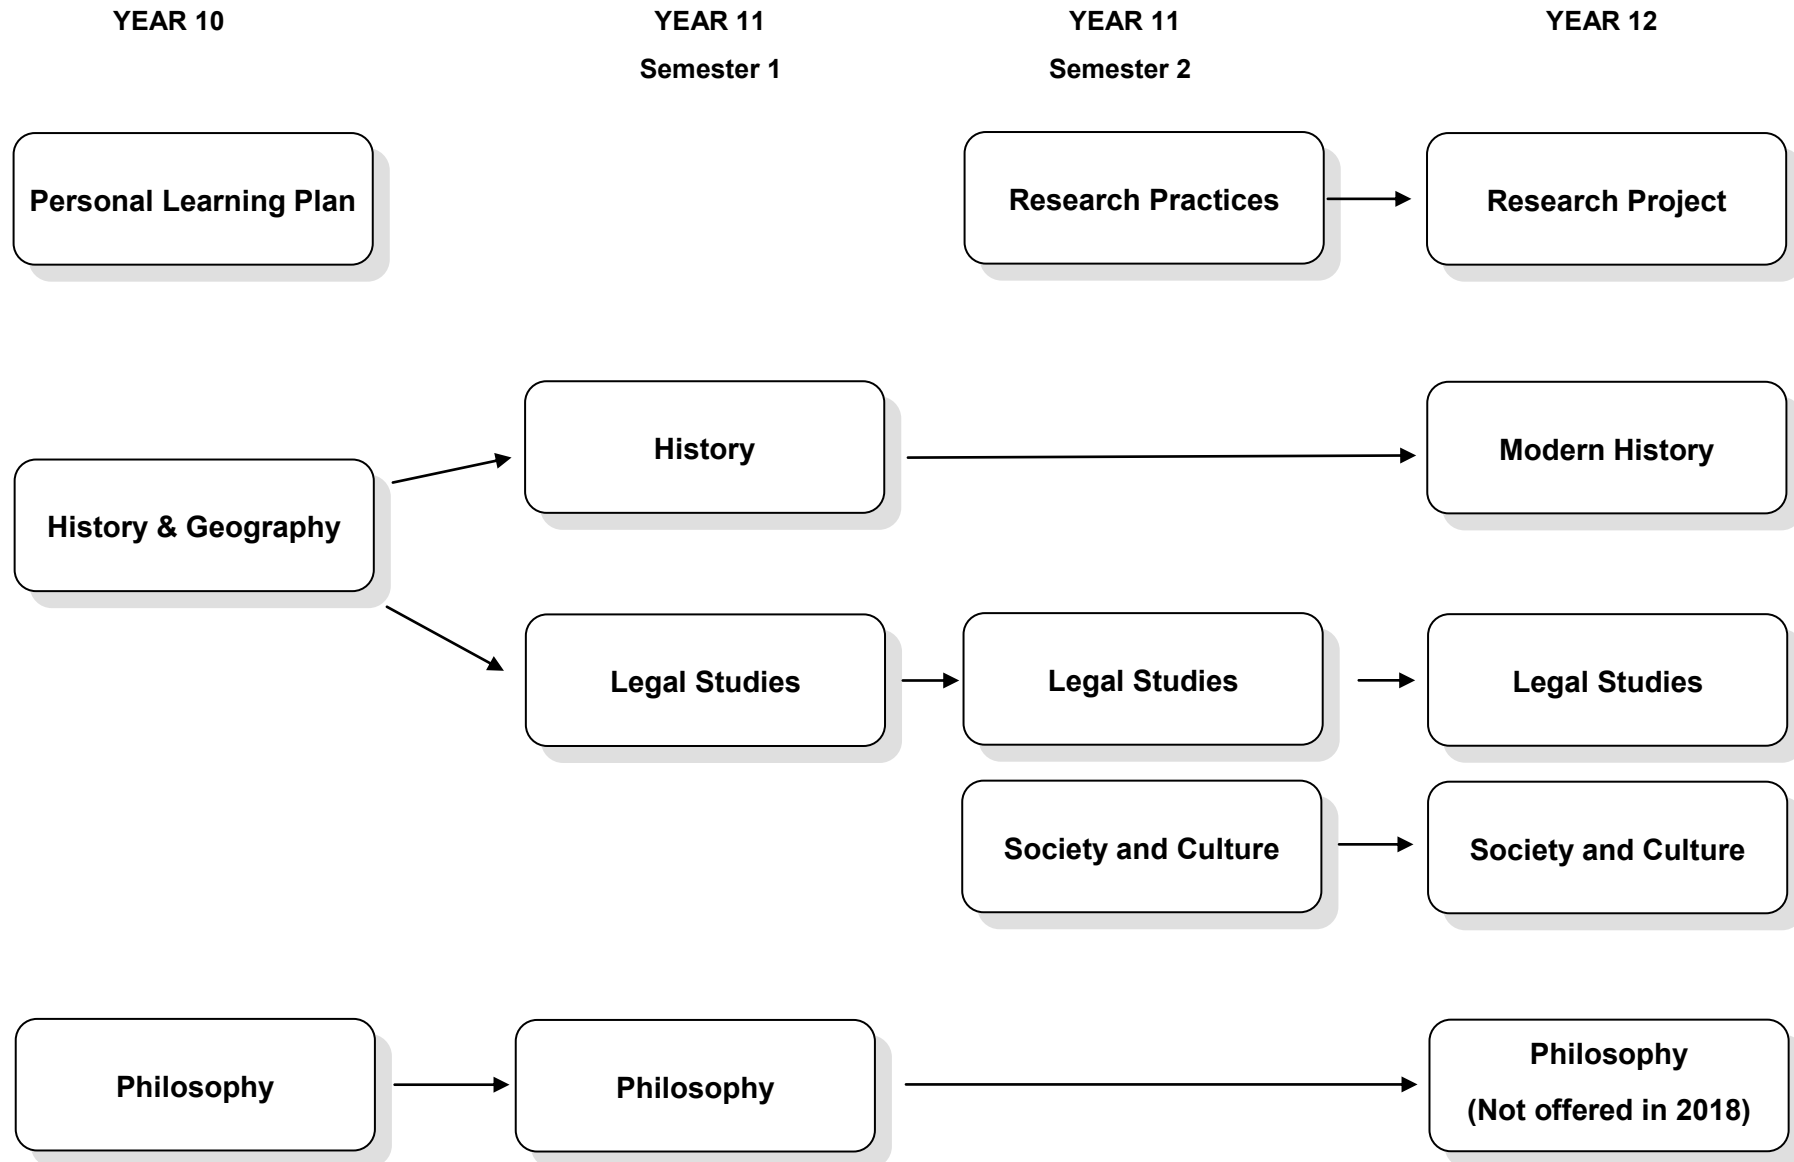 YEAR 10
YEAR 11
YEAR 11
YEAR 12
Semester 1
Semester 2
Personal Learning Plan
Research Practices
Research Project
History
Modern History
History & Geography
Legal Studies
Legal Studies
Legal Studies
Society and Culture
Society and Culture
Philosophy
Philosophy
Philosophy
(Not offered in 2018)